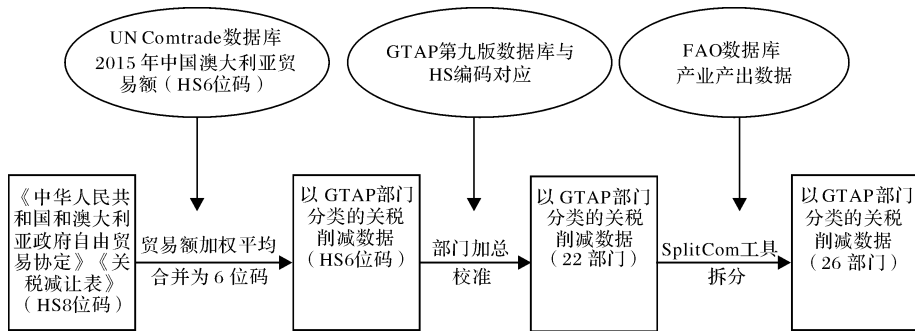 UN Comtrade数据库
2015年中国澳大利亚贸
易额（HS6位码）
GTAP第九版数据库与
HS编码对应
FAO数据库
产业产出数据
《中华人民共
和国和澳大利
亚政府自由贸
易协定》《关
税减让表》
（HS8位码）
贸易额加权平均
合并为6位码
以 GTAP部门
分类的关税
削减数据
（HS6位码）
部门加总
校准
以 GTAP部门
分类的关税
削减数据
（22 部门）
SplitCom工具
拆分
以 GTAP部门
分类的关税
削减数据
（26 部门）